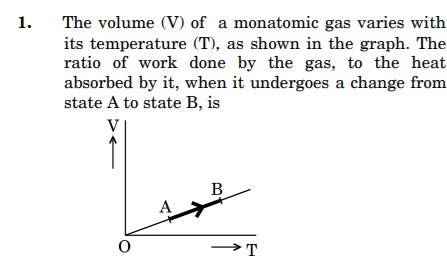 1. The volume (V) of a monatomic gas varies with
its temperature (T), as shown in the graph. The
ratio of work done by the gas, to the heat
absorbed by it, when it undergoes a change from
state A to state B, is
V
B
A
O
T